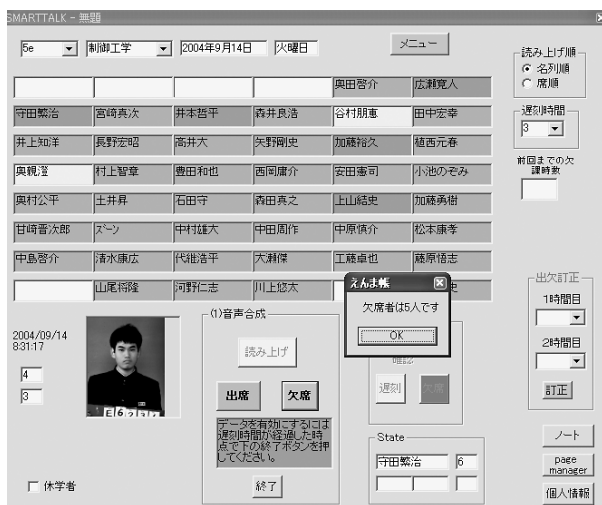 SMARTTALK - 無題
5e 制御工学 2004年9月14日 火曜日 メニュー
読み上げ順
名列順
席順
奥田啓介 広瀬寛人
守田繁治 宮崎真次 井本哲平 森井良浩 谷村朋恵 田中宏幸
遅刻時間
3
井上知洋 長野宏昭 高井大 矢野剛史 加藤裕久 植西元春
前回までの欠
課時数
奥親澄 村上智章 豊田和也 西岡庸介 安田憲司 小池のぞみ
奥村公平 土井昇 石田守 森田真之 上山結史 加藤勇樹
甘崎晋次郎 ズーン 中村雄大 中田周作 中原慎介 松本康孝
中島啓介 清水康広 代継浩平 大瀬傑 工藤卓也 藤原悟志
山尾将隆 河野仁志 川上悠太 史
えんま帳
欠席者は5人です
OK
出欠訂正
1時間目
2時間目
訂正
2004/09/14
8:31:17
4
3
E623
(1)音声合成
読み上げ
出席 欠席
データを有効にするには
遅刻時間が経過した時
点で下の終了ボタンを押
してください。
終了
確認
遅刻 欠席
State
守田繁治 6
ノート
page
manager
個人情報
休学者